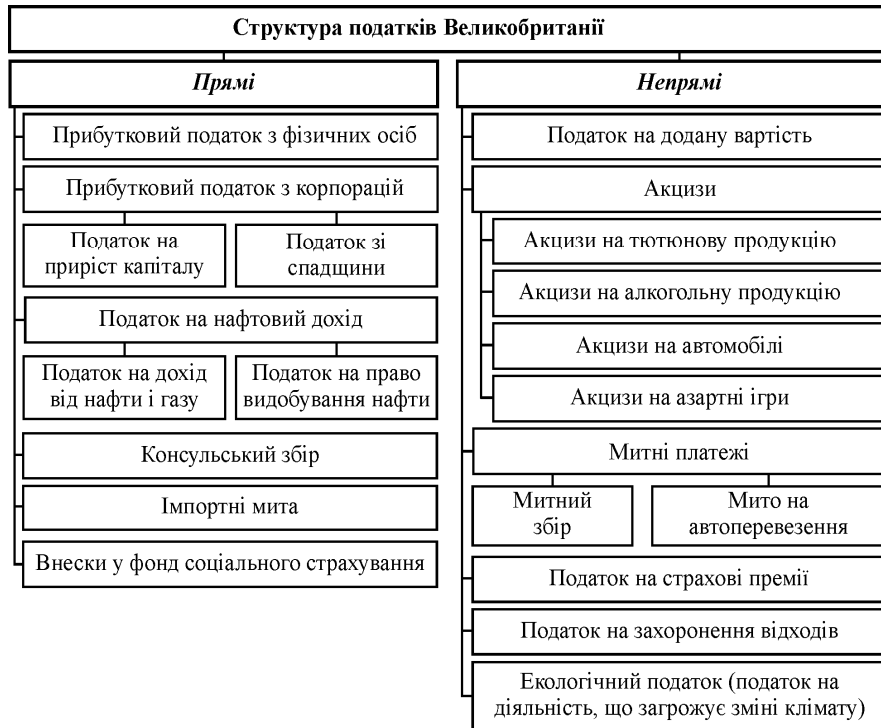 Структура податків Великобританії
Прямі
Прибутковий податок з фізичних осіб
Прибутковий податок з корпорацій
Податок на
приріст капіталу
Податок зі
спадщини
Податок на нафтовий дохід
Податок на дохід
від нафти і газу
Податок на право
видобування нафти
Консульський збір
Імпортні мита
Внески у фонд соціального страхування
Непрямі
Податок на додану вартість
Акцизи
Акцизи на тютюнову продукцію
Акцизи на алкогольну продукцію
Акцизи на автомобілі
Акцизи на азартні ігри
Митні платежі
Митний
збір
Мито на
автоперевезення
Податок на страхові премії
Податок на захоронення відходів
Екологічний податок (податок на
діяльність, що загрожує зміні клімату)